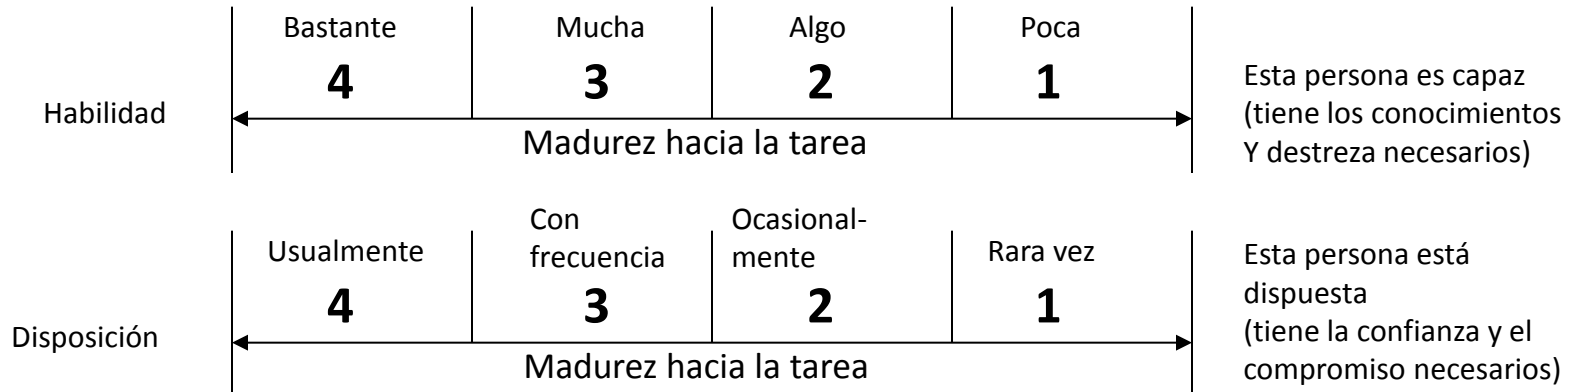 Bastante Mucha Algo Poca
4 3 2 1
Habilidad
Madurez hacia la tarea
Esta persona es capaz
(tiene los conocimientos
Y destreza necesarios)
Usualmente Con frecuencia Ocasional-mente Rara vez
4 3 2 1
Disposición
Madurez hacia la tarea
Esta persona está
dispuesta
(tiene la confianza y el
compromiso necesarios)